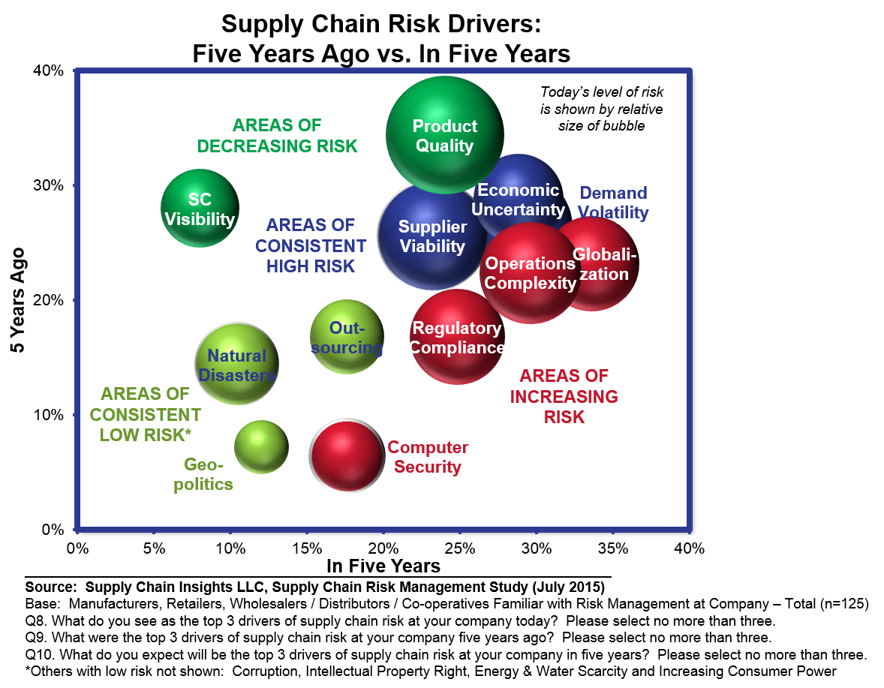 Supply Chain Risk Drivers:
Five Years Ago vs. In Five Years
40%
30%
20%
10%
0%
5 Years Ago
Today's level of risk
is shown by relative
size of bubble
AREAS OF
DECREASING RISK
Product
Quality
SC
Visibility
Economic
Uncertainty
Demand
Volatility
AREAS OF
CONSISTENT
HIGH RISK
Supplier
Viability
Operations
Complexity
Globali-
zation
Out-
sourcing
Regulatory
Compliance
Natural
Disasters
AREAS OF
INCREASING
RISK
AREAS OF
CONSISTENT
LOW RISK*
Geo-
politics
Computer
Security
0% 5% 10% 15% 20% 25% 30% 35% 40%
In Five Years
Source: Supply Chain Insights LLC, Supply Chain Risk Management Study (July 2015)
Base: Manufacturers, Retailers, Wholesalers / Distributors / Co-operatives Familiar with Risk Management at Company – Total (n=125)
Q8. What do you see as the top 3 drivers of supply chain risk at your company today? Please select no more than three.
Q9. What were the top 3 drivers of supply chain risk at your company five years ago? Please select no more than three.
Q10. What do you expect will be the top 3 drivers of supply chain risk at your company in five years? Please select no more than three.
*Others with low risk not shown: Corruption, Intellectual Property Right, Energy & Water Scarcity and Increasing Consumer Power